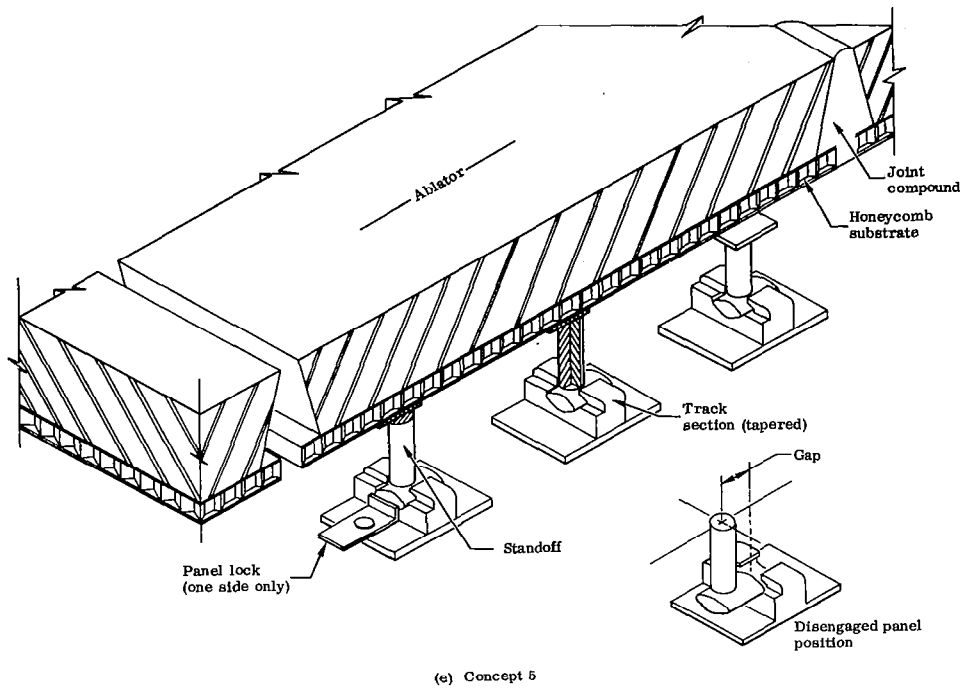 Ablator
Joint
compound
Honeycomb
substrate
Track
section (tapered)
Gap
Standoff
Panel lock
(one side only)
Disengaged panel
position
(e) Concept 5